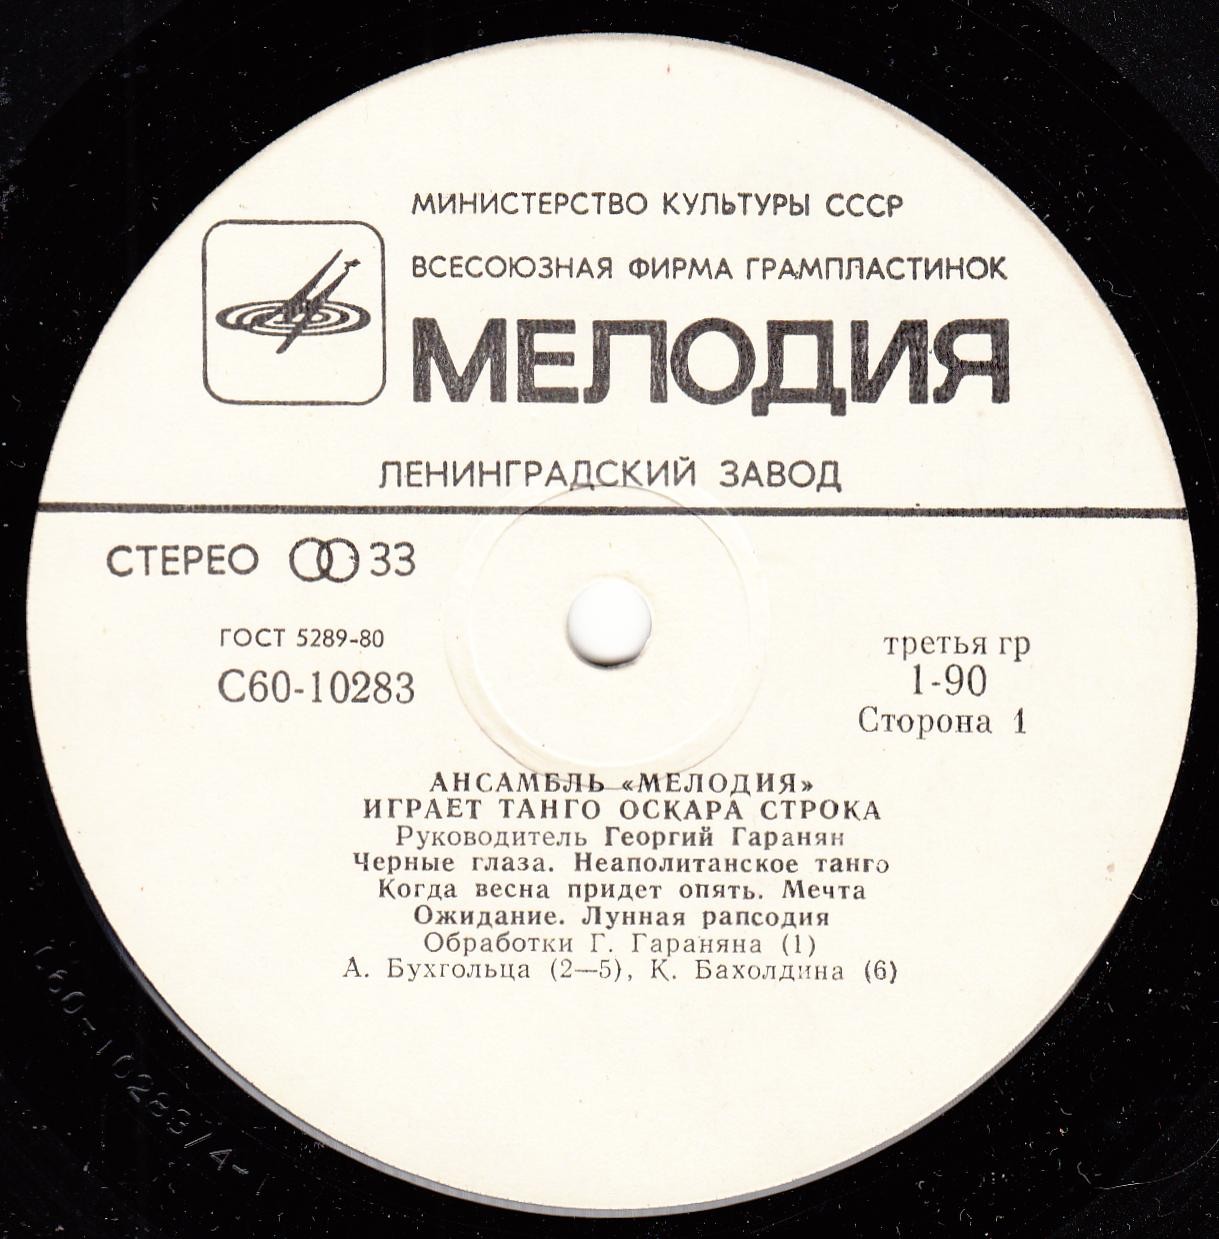 МИНИСТЕРСТВО КУЛЬТУРЫ СССР
ВСЕСОЮЗНАЯ ФИРМА ГРАМПЛАСТИНОК
МЕЛОДИЯ
ЛЕНИНГРАДСКИЙ ЗАВОД
СТЕРЕО 33
ГОСТ 5289-80
С60-10283
третья гр
1-90
Сторона 1
АНСАМБЛЬ «МЕЛОДИЯ»
ИГРАЕТ ТАНГО ОСКАРА СТРОКА
Руководитель Георгий Гаранян
Черные глаза. Неаполитанское танго
Когда весна придет опять. Мечта
Ожидание. Лунная рапсодия
Обработки Г. Гараняна (1)
А. Бухгольца (2—5), К. Бахолдина (6)